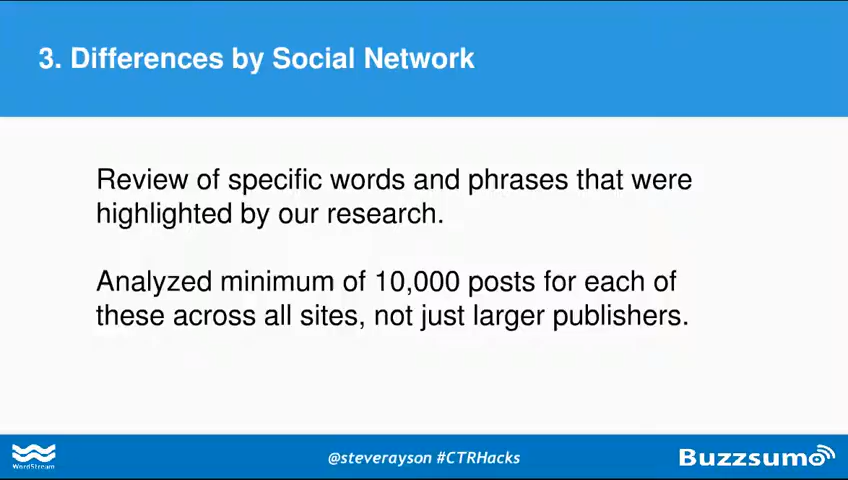 3. Differences by Social Network
Review of specific words and phrases that were
highlighted by our research.
Analyzed minimum of 10,000 posts for each of
these across all sites, not just larger publishers.
WordStream
@steverayson #CTRHacks
Buzzsumo